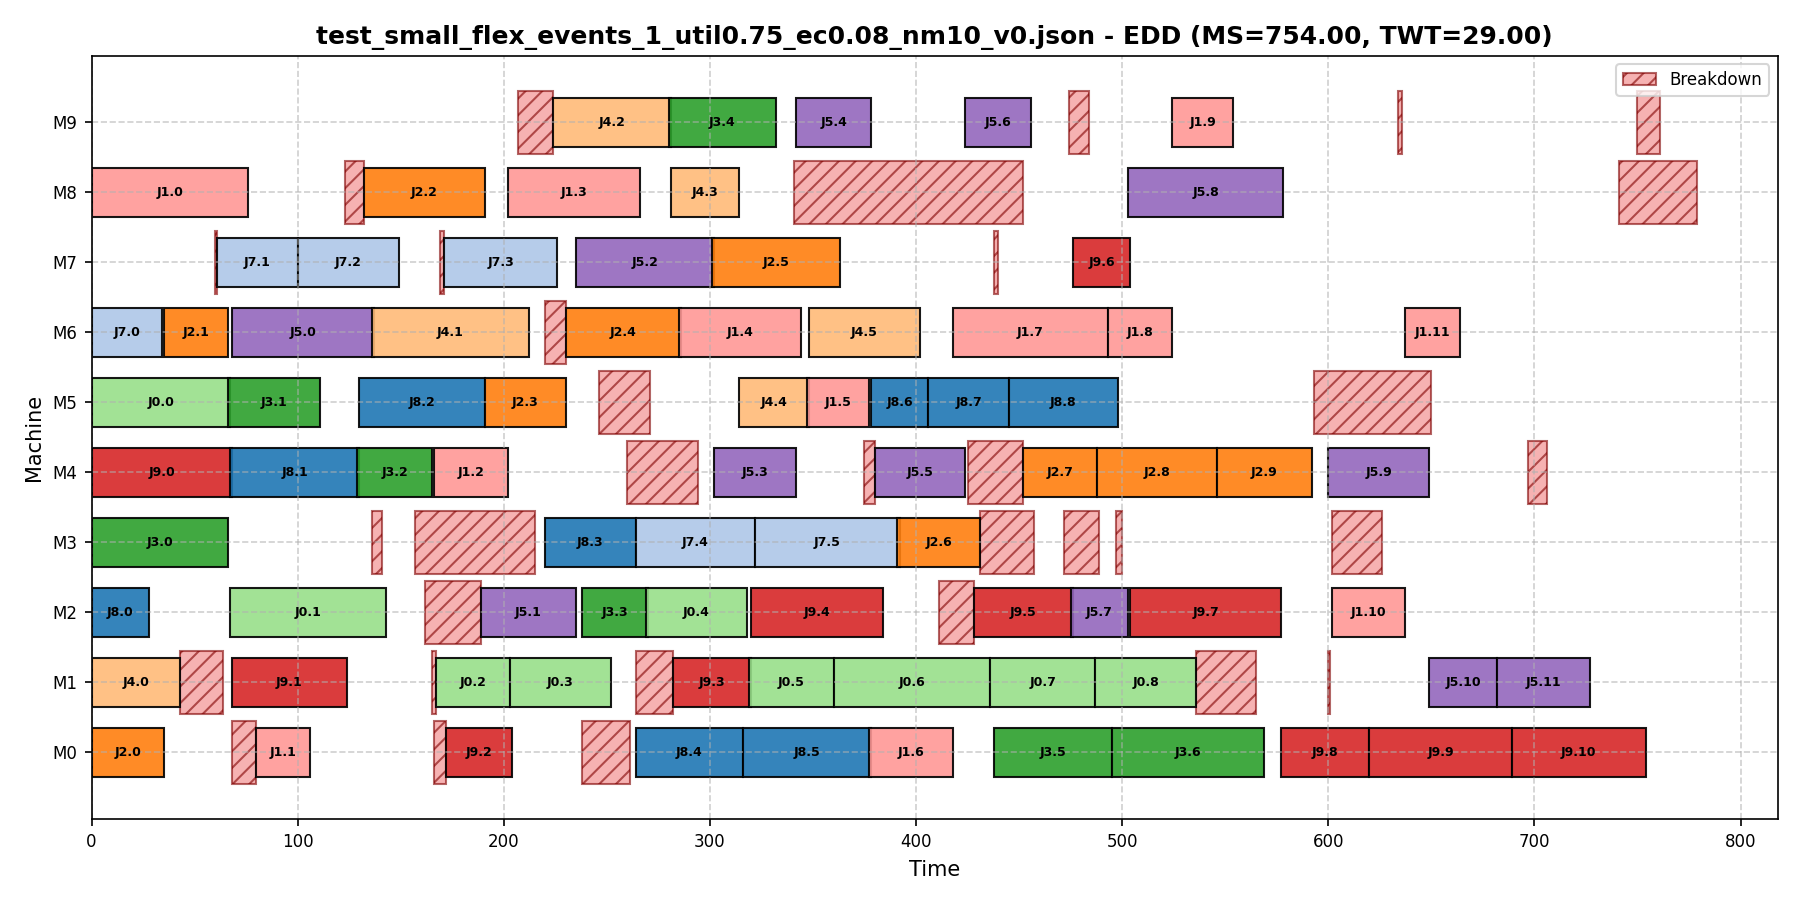 test_small_flex_events_1_util0.75_ec0.08_nm10_v0.json - EDD (MS=754.00, TWT=29.00)
Breakdown
M9 J4.2 J3.4 J5.4 J5.6 J1.9
M8 J1.0 J2.2 J1.3 J4.3 J5.8
M7 J7.1 J7.2 J7.3 J5.2 J2.5 J9.6
M6 J7.0 J2.1 J5.0 J4.1 J2.4 J1.4 J4.5 J1.7 J1.8 J1.11
M5 J0.0 J3.1 J8.2 J2.3 J4.4 J1.5 J8.6 J8.7 J8.8
M4 J9.0 J8.1 J3.2 J1.2 J5.3 J5.5 J2.7 J2.8 J2.9 J5.9
M3 J3.0 J8.3 J7.4 J7.5 J2.6
M2 J8.0 J0.1 J5.1 J3.3 J0.4 J9.4 J9.5 J5.7 J9.7 J1.10
M1 J4.0 J9.1 J0.2 J0.3 J9.3 J0.5 J0.6 J0.7 J0.8 J5.10 J5.11
M0 J2.0 J1.1 J9.2 J8.4 J8.5 J1.6 J3.5 J3.6 J9.8 J9.9 J9.10
Machine
0 100 200 300 400 500 600 700 800
Time